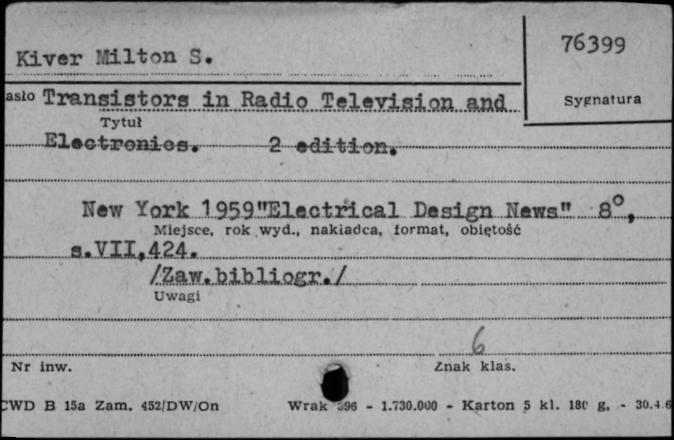 Kiver Milton S.
76399
asło Transistors in Radio Television and
Sygnatura
Tytuł
Electronics. 2 edition.
New York 1959"Electrical Design News" 8°,
Miejsce, rok wyd., nakładca, format, objętość
s.VII,424.
/Zaw.bibliogr./
Uwagi
6
Nr inw.
Znak klas.
CWD B 15a Zam. 452/DW/On Wrak 396 - 1.730.000 - Karton 5 kl. 180 g. - 30.4.6